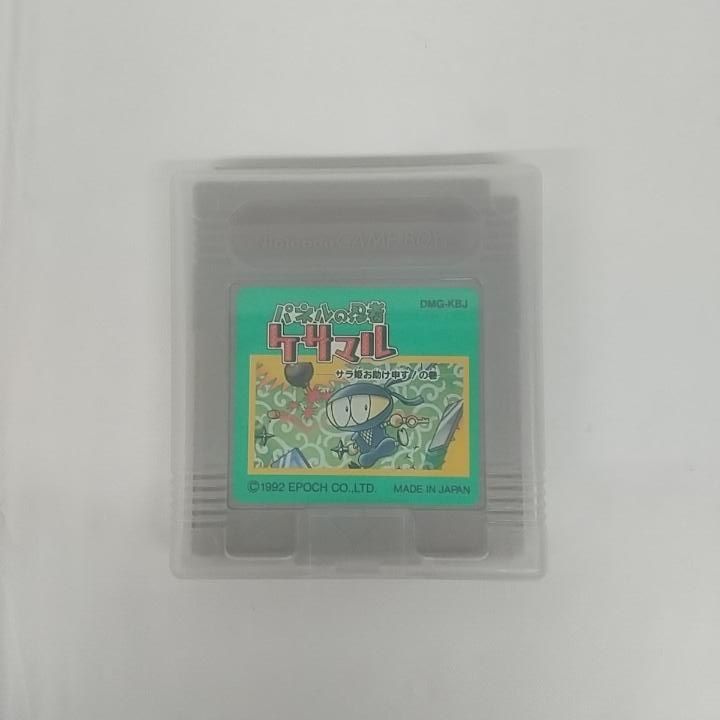 Nintendo GAME BOY
DMG-KBJ
パネルの忍者
ケサマル
サラ姫お助け申す!の巻
©1992 EPOCH CO.,LTD. MADE IN JAPAN